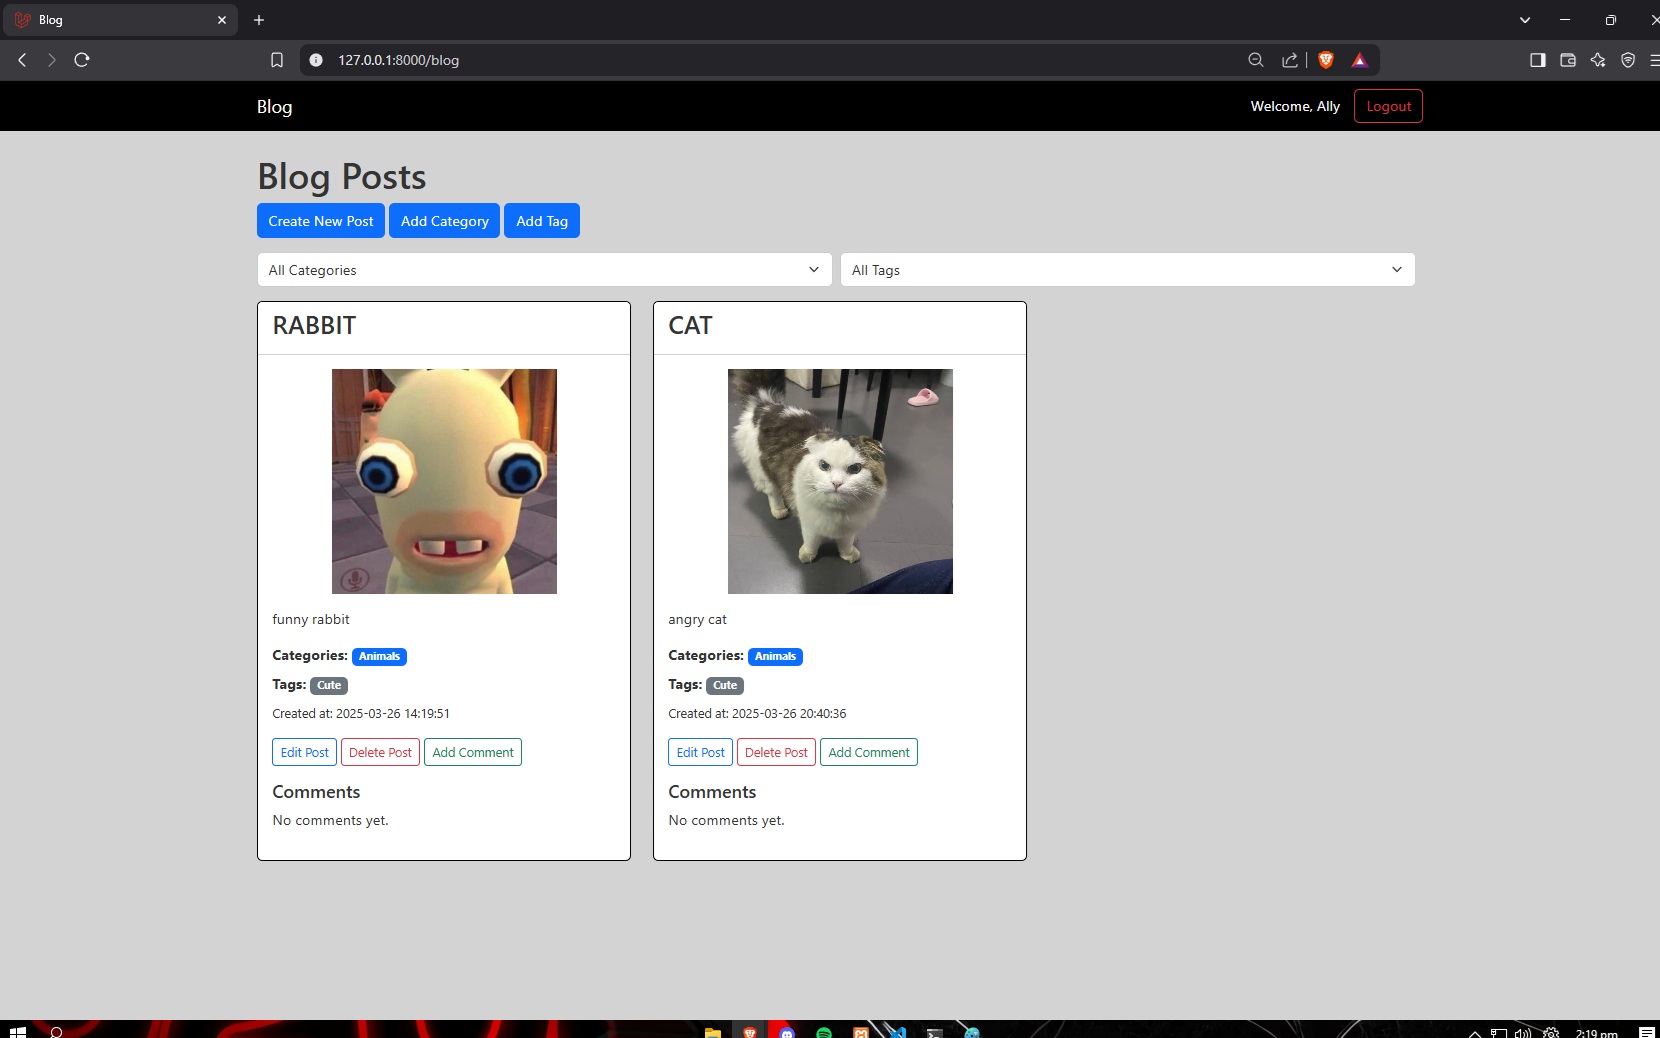 Blog
127.0.0.1:8000/blog
Blog
Welcome, Ally
Logout
Blog Posts
Create New Post
Add Category
Add Tag
All Categories
All Tags
RABBIT
funny rabbit
Categories: Animals
Tags: Cute
Created at: 2025-03-26 14:19:51
Edit Post
Delete Post
Add Comment
Comments
No comments yet.
CAT
angry cat
Categories: Animals
Tags: Cute
Created at: 2025-03-26 20:40:36
Edit Post
Delete Post
Add Comment
Comments
No comments yet.
2:19 pm